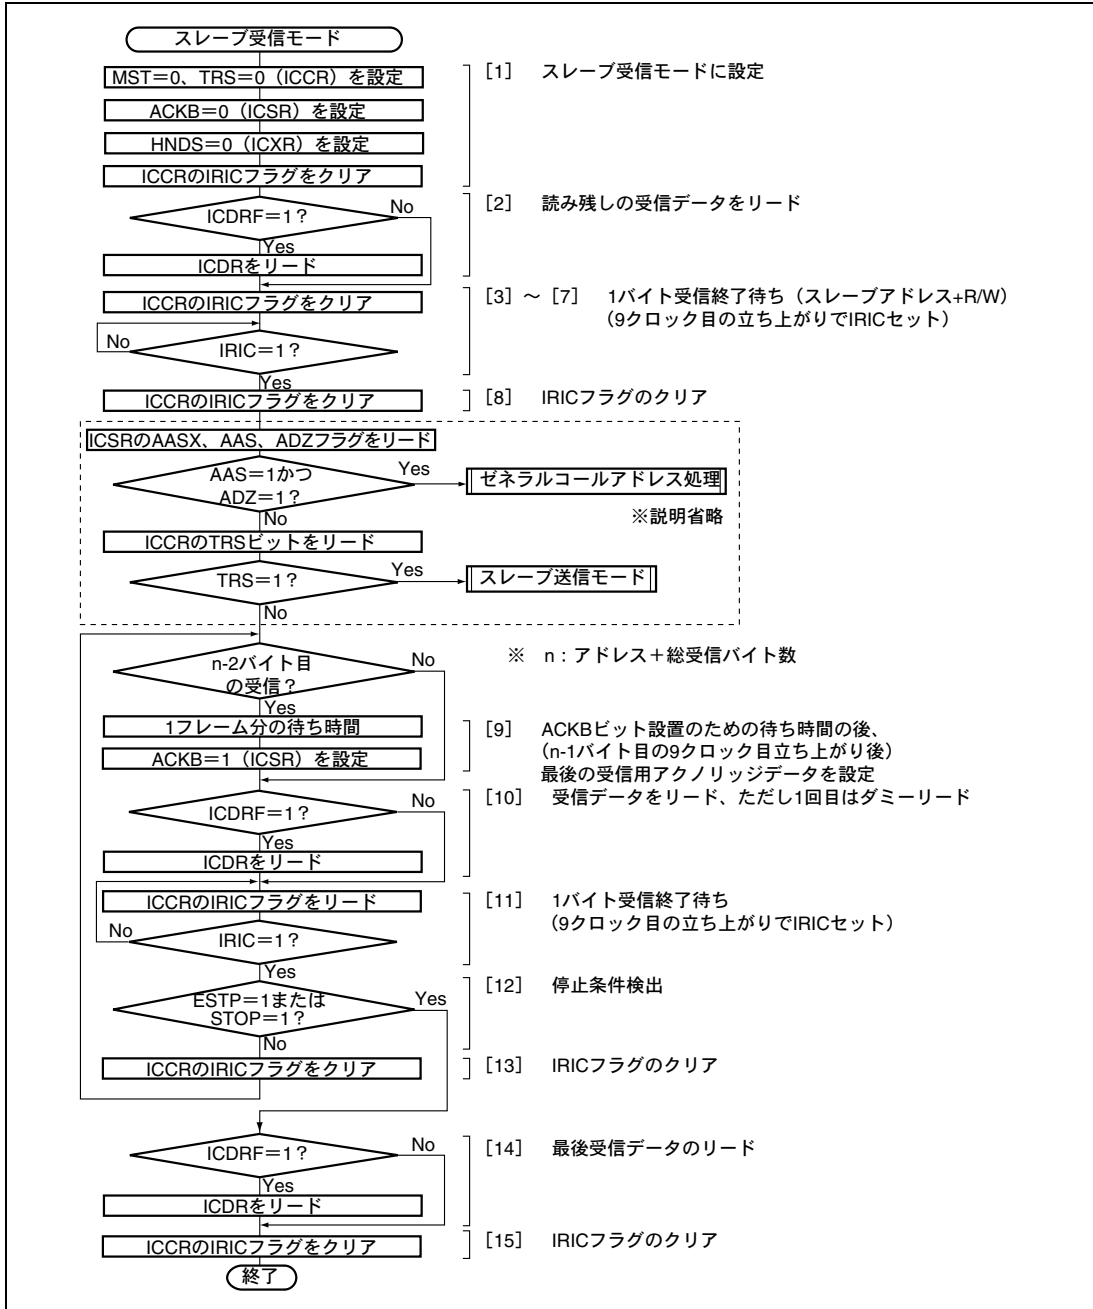 スレーブ受信モード
MST=0、TRS=0（ICCR）を設定
[1] スレーブ受信モードに設定
ACKB=0（ICSR）を設定
HNDS=0（ICXR）を設定
ICCRのIRICフラグをクリア
ICDRF=1？
No
[2] 読み残しの受信データをリード
Yes
ICDRをリード
ICCRのIRICフラグをクリア
[3]～[7] 1バイト受信終了待ち（スレーブアドレス+R/W）
（9クロック目の立ち上がりでIRICセット）
No
IRIC=1？
Yes
ICCRのIRICフラグをクリア
[8] IRICフラグのクリア
ICSRのAASX、AAS、ADZフラグをリード
AAS=1かつ
ADZ=1？
Yes
ゼネラルコールアドレス処理
No
※説明省略
ICCRのTRSビットをリード
TRS=1？
Yes
スレーブ送信モード
No
n-2バイト目
の受信？
No
※ n：アドレス＋総受信バイト数
Yes
1フレーム分の待ち時間
[9] ACKBビット設置のための待ち時間の後、
（n-1バイト目の9クロック目立ち上がり後）
最後の受信用アクノリッジデータを設定
ACKB=1（ICSR）を設定
ICDRF=1？
No
[10] 受信データをリード、ただし1回目はダミーリード
Yes
ICDRをリード
ICCRのIRICフラグをリード
[11] 1バイト受信終了待ち
（9クロック目の立ち上がりでIRICセット）
No
IRIC=1？
Yes
ESTP=1または
STOP=1？
Yes
[12] 停止条件検出
No
ICCRのIRICフラグをクリア
[13] IRICフラグのクリア
ICDRF=1？
No
[14] 最後受信データのリード
Yes
ICDRをリード
ICCRのIRICフラグをクリア
[15] IRICフラグのクリア
終了